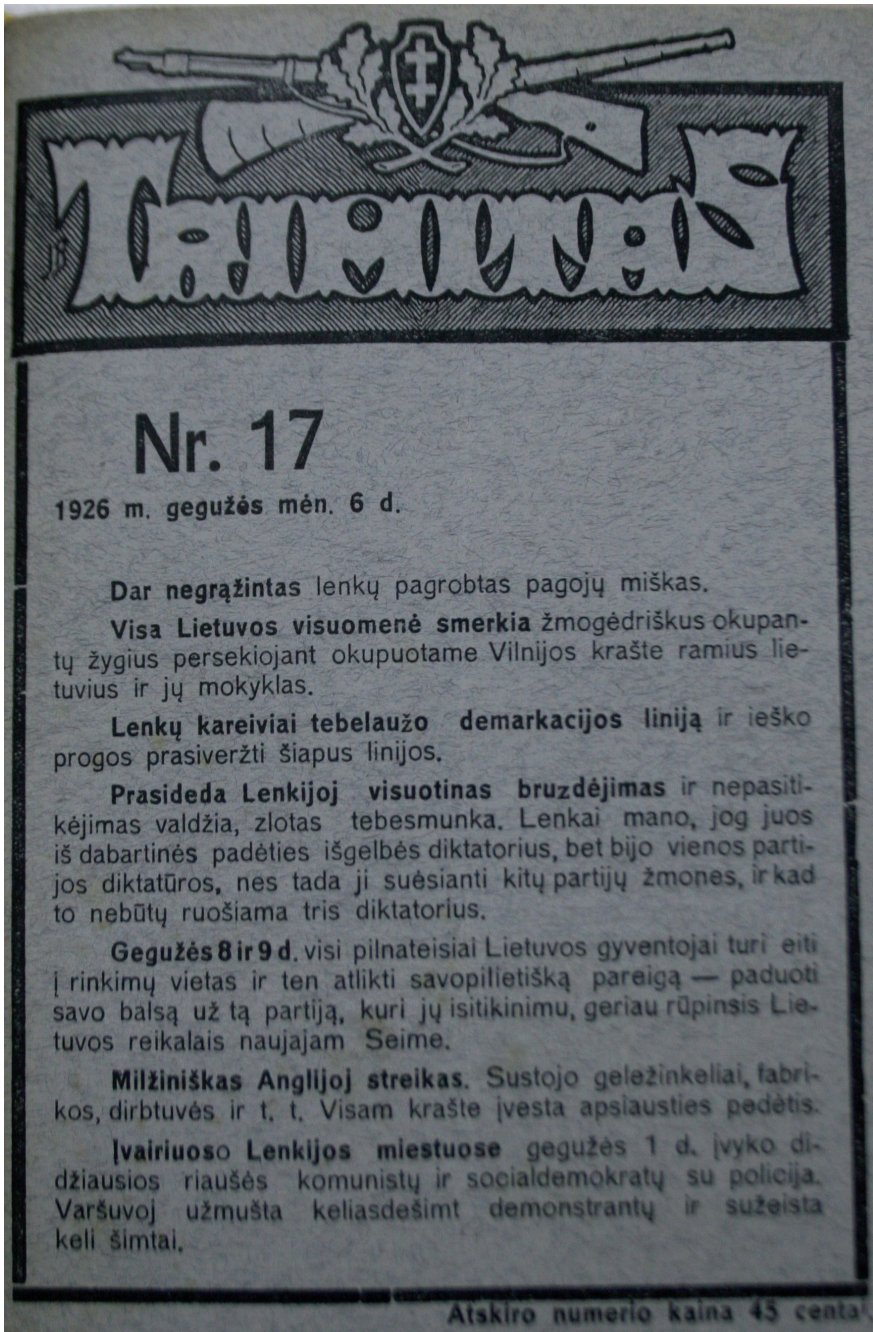 TRIMITAS
Nr. 17
1926 m. gegužės mėn. 6 d.
Dar negrąžintas lenkų pagrobtas pagojų miškas.
Visa Lietuvos visuomenė smerkia žmogėdriškus okupan-
tų žygius persekiojant okupuotame Vilnijos krašte ramius lie-
tuvius ir jų mokyklas.
Lenkų kareiviai tebelaužo demarkacijos liniją ir ieško
progos prasiveržti šiapus linijos.
Prasideda Lenkijoj visuotinas bruzdėjimas ir nepasiti-
kėjimas valdžia, zlotas tebesmunka. Lenkai mano, jog juos
iš dabartinės padėties išgelbės diktatorius, bet bijo vienos parti-
jos diktatūros, nes tada ji suėsianti kitų partijų žmones, ir kad
to nebūtų ruošiama tris diktatorius.
Gegužės 8 ir 9 d. visi pilnateisiai Lietuvos gyventojai turi eiti
į rinkimų vietas ir ten atlikti savopilietišką pareigą — paduoti
savo balsą už tą partiją, kuri jų isitikinimu, geriau rūpinsis Lie-
tuvos reikalais naujajam Seime.
Milžiniškas Anglijoj streikas. Sustojo geležinkeliai, fabri-
kos, dirbtuvės ir t. t. Visam krašte įvesta apsiausties pedėtis.
Įvairiuoso Lenkijos miestuose gegužės 1 d. įvyko di-
džiausios riaušės komunistų ir socialdemokratų su policija.
Varšuvoj užmušta keliasdešimt demonstrantų ir sužeista
keli šimtai.
Atskiro numerio kaina 45 centa